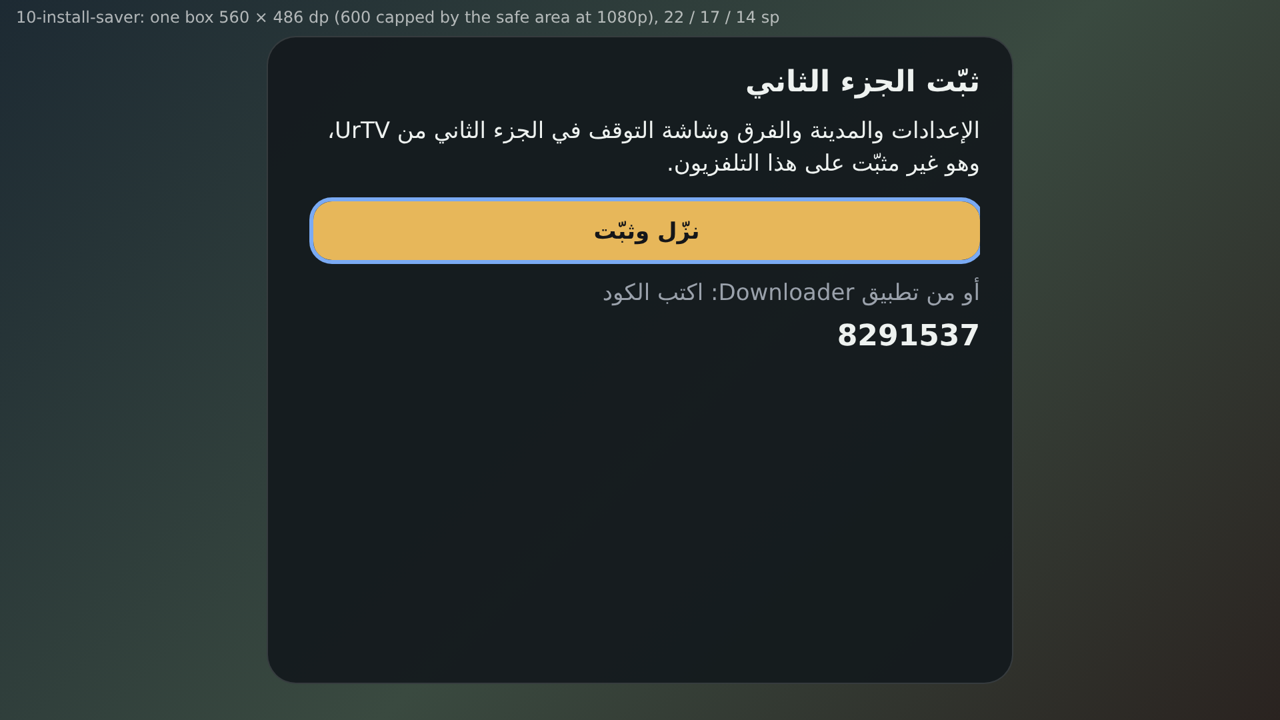 10-install-saver: one box 560 × 486 dp (600 capped by the safe area at 1080p), 22 / 17 / 14 sp
ثبّت الجزء الثاني
الإعدادات والمدينة والفرق وشاشة التوقف في الجزء الثاني من UrTV،
وهو غير مثبّت على هذا التلفزيون.
نزّل وثبّت
أو من تطبيق Downloader: اكتب الكود
8291537